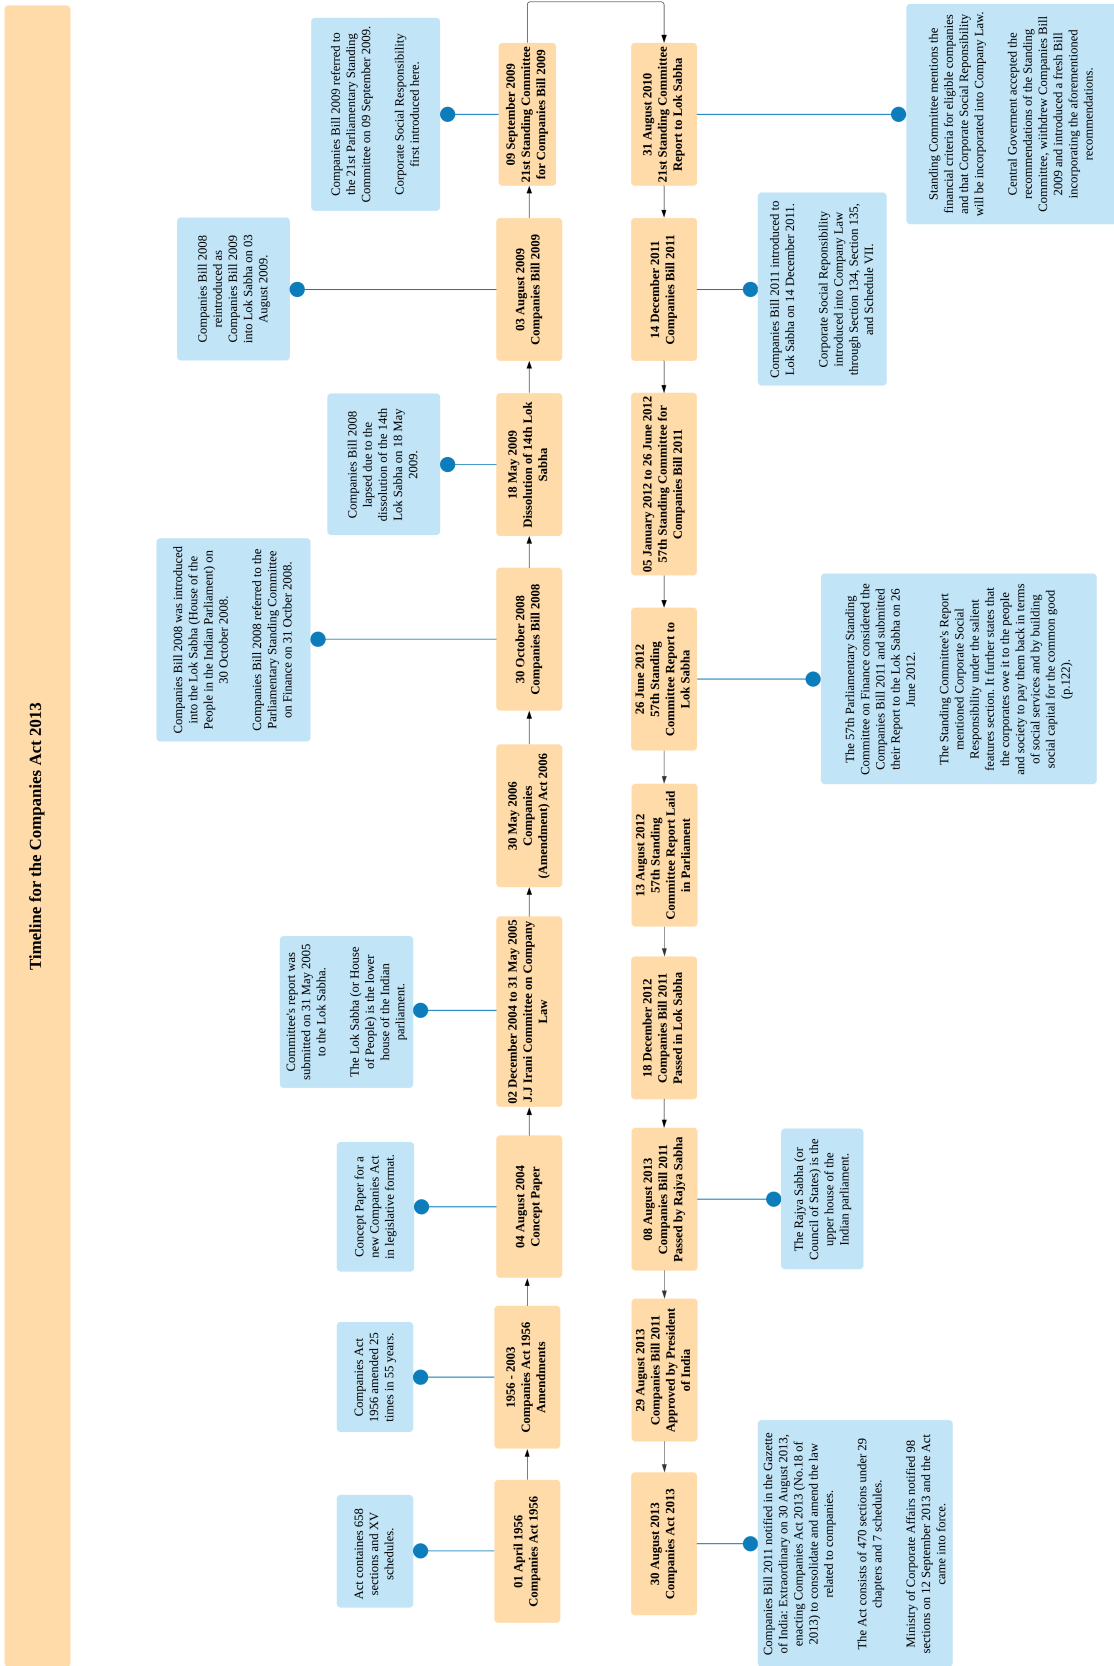 Timeline for the Companies Act 2013
01 April 1956
Companies Act 1956
Act containes 658
sections and XV
schedules.
1956 - 2003
Companies Act 1956
Amendments
Companies Act
1956 amended 25
times in 55 years.
04 August 2004
Concept Paper
Concept Paper for a
new Companies Act
in legislative format.
02 December 2004 to 31 May 2005
J.J Irani Committee on Company
Law
Committee's report was
submitted on 31 May 2005
to the Lok Sabha.
The Lok Sabha (or House
of People) is the lower
house of the Indian
parliament.
30 May 2006
Companies
(Amendment) Act 2006
30 October 2008
Companies Bill 2008
Companies Bill 2008 was introduced
into the Lok Sabha (House of the
People in the Indian Parliament) on
30 October 2008.
Companies Bill 2008 referred to the
Parliamentary Standing Committee
on Finance on 31 Octber 2008.
18 May 2009
Dissolution of 14th Lok
Sabha
Companies Bill 2008
lapsed due to the
dissolution of the 14th
Lok Sabha on 18 May
2009.
03 August 2009
Companies Bill 2009
Companies Bill 2008
reintroduced as
Companies Bill 2009
into Lok Sabha on 03
August 2009.
09 September 2009
21st Standing Committee
for Companies Bill 2009
Companies Bill 2009 referred to
the 21st Parliamentary Standing
Committee on 09 September 2009.
Corporate Social Responsibility
first introduced here.
31 August 2010
21st Standing Committee
Report to Lok Sabha
Standing Committee mentions the
financial criteria for eligible companies
and that Corporate Social Reponsibility
will be incorporated into Company Law.
Central Goverment accepted the
recommendations of the Standing
Committee, wiithdrew Companies Bill
2009 and introduced a fresh Bill
incorporating the aforementioned
recommendations.
14 December 2011
Companies Bill 2011
Companies Bill 2011 introduced to
Lok Sabha on 14 December 2011.
Corporate Social Reponsibility
introduced into Company Law
through Section 134, Section 135,
and Schedule VII.
05 January 2012 to 26 June 2012
57th Standing Committee for
Companies Bill 2011
26 June 2012
57th Standing
Committee Report to
Lok Sabha
The 57th Parliamentary Standing
Committee on Finance considered the
Companies Bill 2011 and submitted
their Report to the Lok Sabha on 26
June 2012.
The Standing Committee's Report
mentioned Corporate Social
Responsibility under the salient
features section. It further states that
the corporates owe it to the people
and society to pay them back in terms
of social services and by building
social capital for the common good
(p.122).
13 August 2012
57th Standing
Committee Report Laid
in Parliament
18 December 2012
Companies Bill 2011
Passed in Lok Sabha
08 August 2013
Companies Bill 2011
Passed by Rajya Sabha
The Rajya Sabha (or
Council of States) is the
upper house of the
Indian parliament.
29 August 2013
Companies Bill 2011
Approved by President
of India
30 August 2013
Companies Act 2013
Companies Bill 2011 notified in the Gazette
of India: Extraordinary on 30 August 2013,
enacting Companies Act 2013 (No.18 of
2013) to consolidate and amend the law
related to companies.
The Act consists of 470 sections under 29
chapters and 7 schedules.
Ministry of Corporate Affairs notified 98
sections on 12 September 2013 and the Act
came into force.